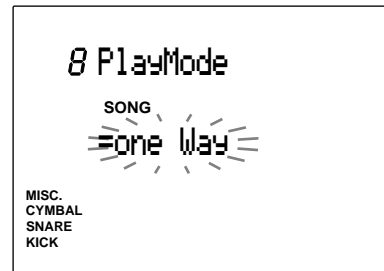 8 PlayMode
SONG
=one Way
MISC.
CYMBAL
SNARE
KICK